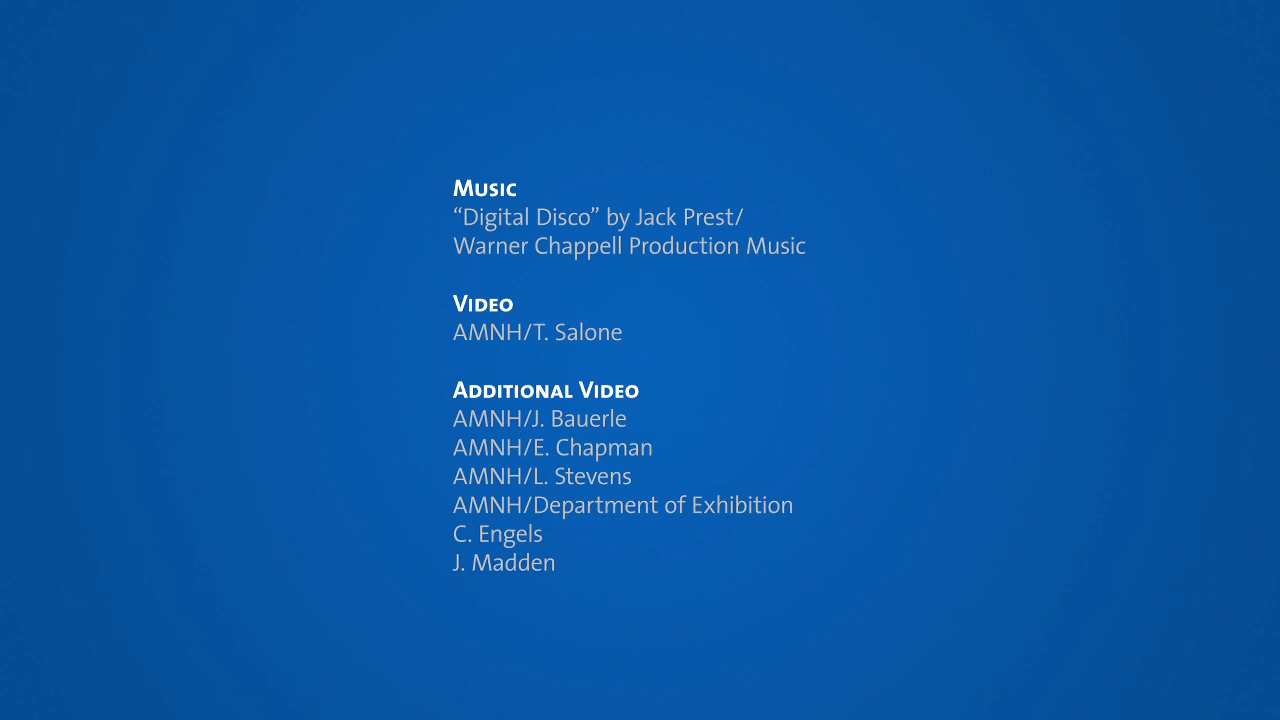 Music
“Digital Disco” by Jack Prest/
Warner Chappell Production Music
Video
AMNH/T. Salone
Additional Video
AMNH/J. Bauerle
AMNH/E. Chapman
AMNH/L. Stevens
AMNH/Department of Exhibition
C. Engels
J. Madden